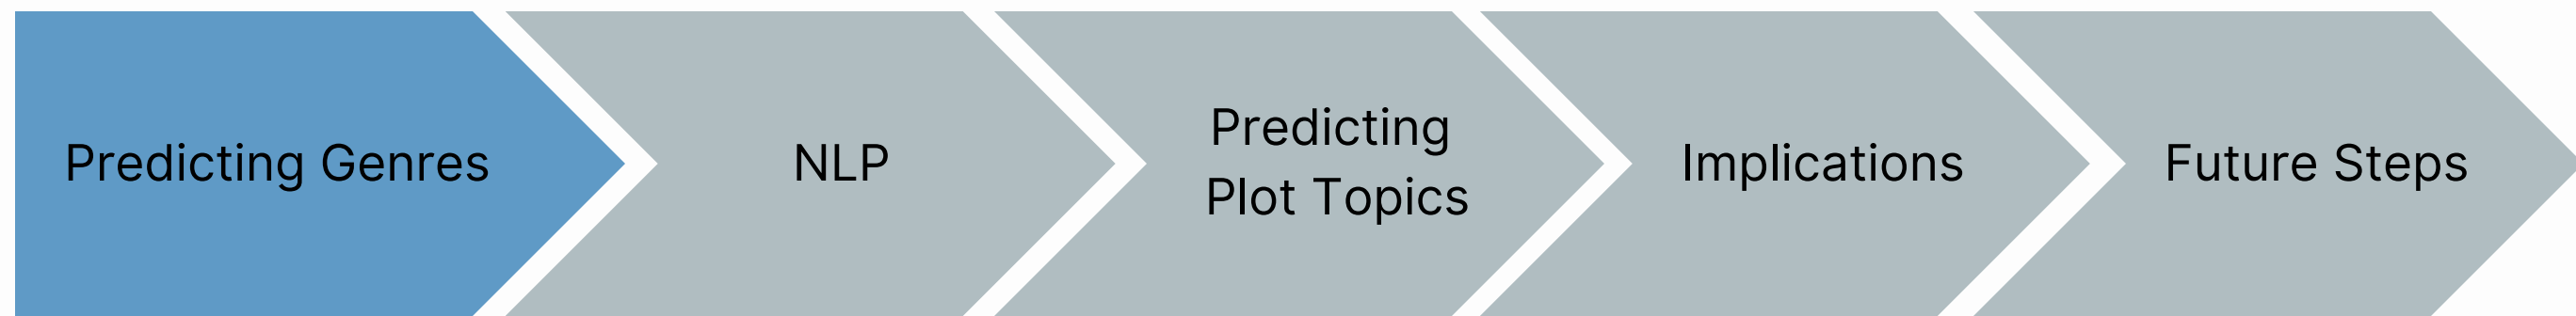 Predicting Genres
NLP
Predicting
Plot Topics
Implications
Future Steps